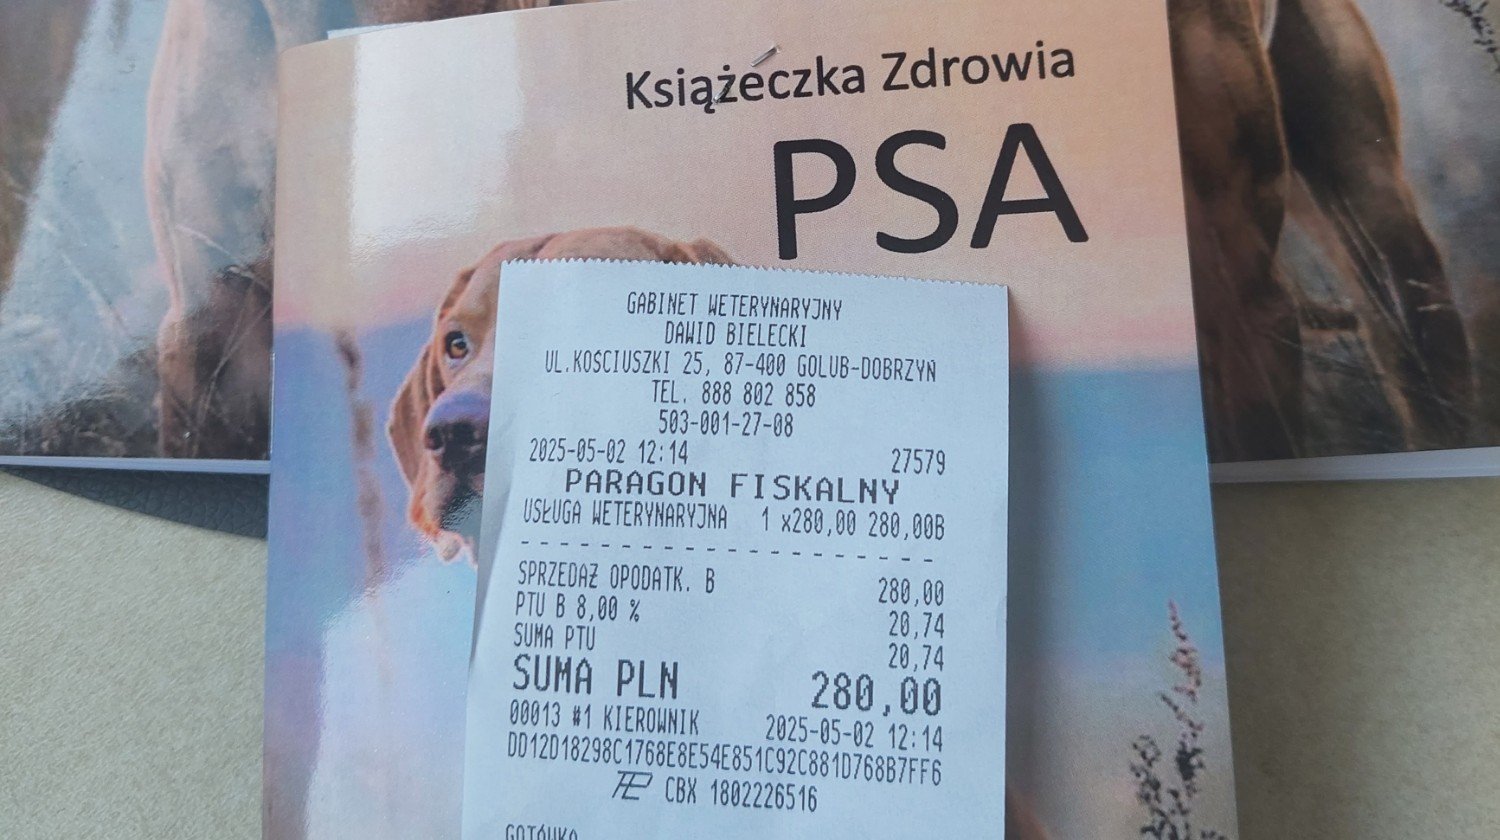 Książeczka Zdrowia
PSA
GABINET WETERYNARYJNY
DAWID BIELECKI
UL.KOŚCIUSZKI 25, 87-400 GOLUB-DOBRZYŃ
TEL. 888 802 858
503-001-27-08
2025-05-02 12:14 27579
PARAGON FISKALNY
USŁUGA WETERYNARYJNA 1 x280,00 280,00B
SPRZEDAŻ OPODATK. B 280,00
PTU B 8,00 % 20,74
SUMA PTU 20,74
SUMA PLN 280,00
00013 #1 KIEROWNIK 2025-05-02 12:14
DD12D18298C1768E8E54E851C92C881D768B7FF6
CBX 1802226516
GOTÓWKA